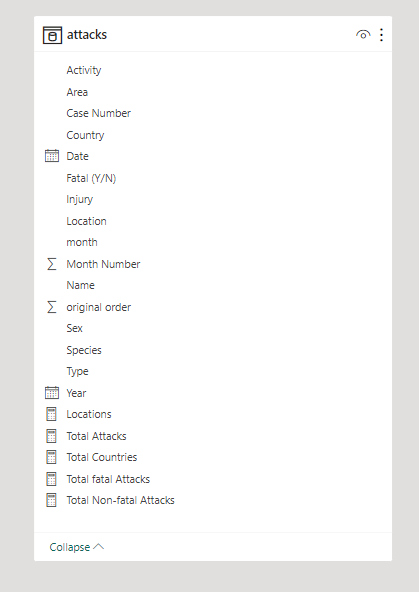 attacks
Activity
Area
Case Number
Country
Date
Fatal (Y/N)
Injury
Location
month
Month Number
Name
original order
Sex
Species
Type
Year
Locations
Total Attacks
Total Countries
Total fatal Attacks
Total Non-fatal Attacks
Collapse